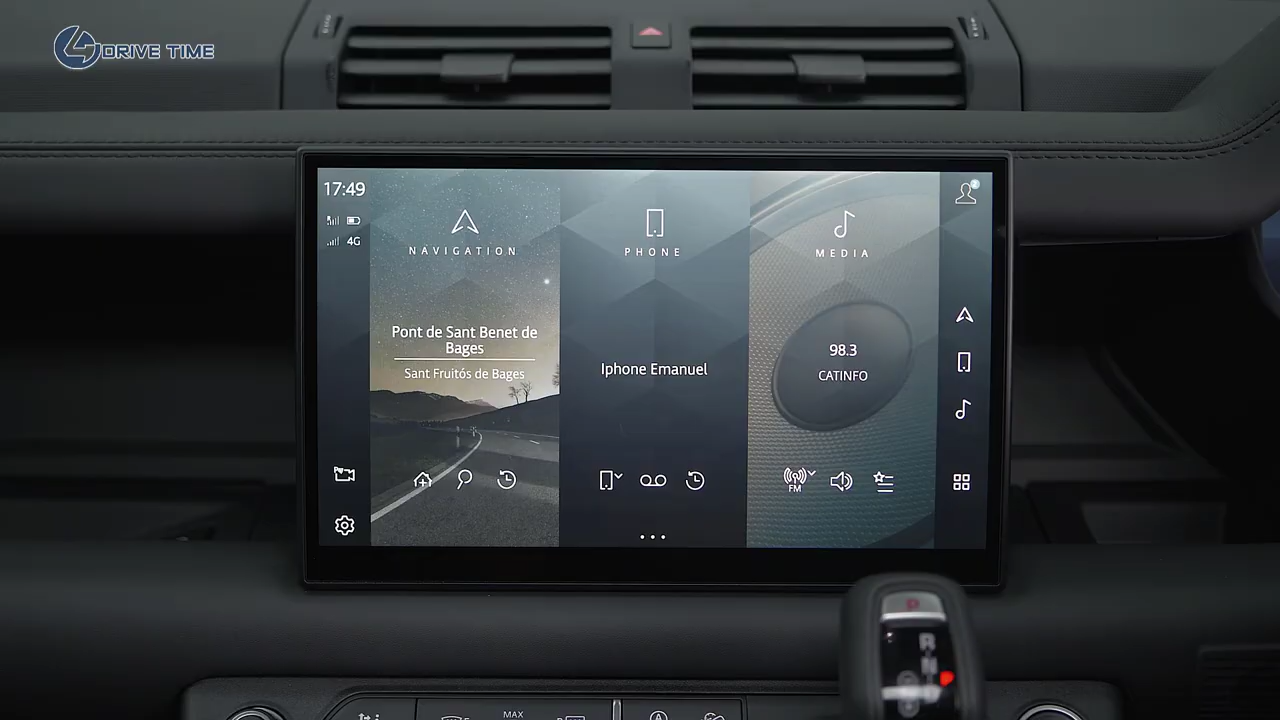 DRIVE TIME
17:49
4G
NAVIGATION
Pont de Sant Benet de
Bages
Sant Fruitós de Bages
PHONE
Iphone Emanuel
MEDIA
98.3
CATINFO
FM
2
P
R
N
D
MAX
A